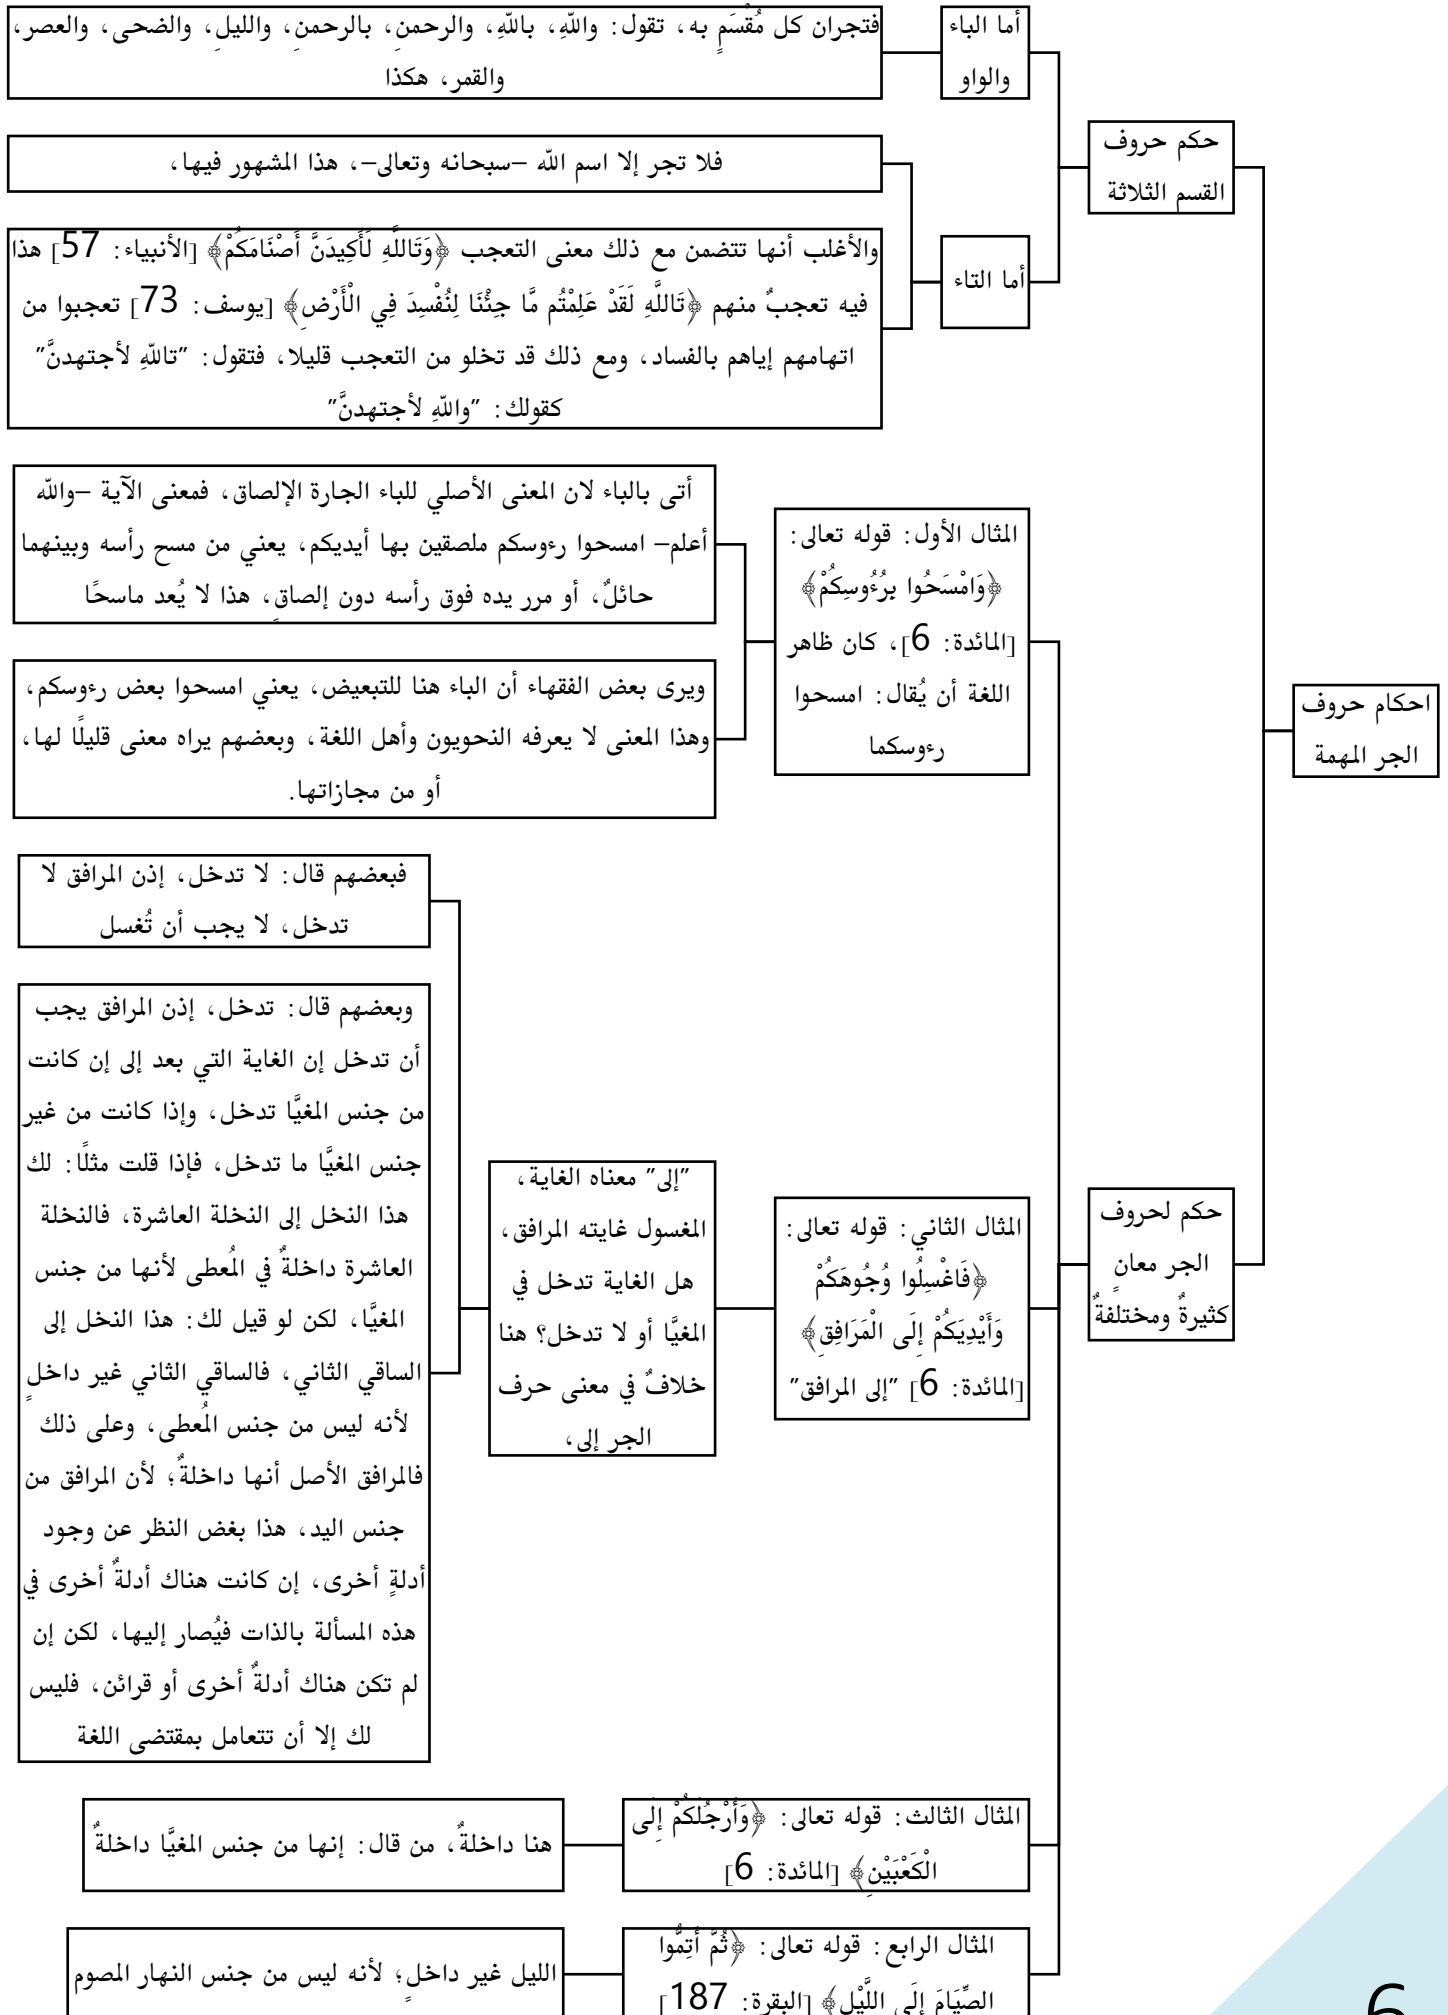 احكام حروف
الجر المهمة
حكم حروف
القسم الثلاثة
أما الباء
والواو
فتجران كل مُقْسَمٍ به، تقول: واللّهِ، باللّهِ، والرحمنِ، بالرحمنِ، والليلِ، والضحى، والعصر،
والقمر، هكذا
أما التاء
فلا تجر إلا اسم اللّه –سبحانه وتعالى–، هذا المشهور فيها،
والأغلب أنها تتضمن مع ذلك معنى التعجب ﴿وَتَاللَّهِ لَأَكِيدَنَّ أَصْنَامَكُمْ﴾ [الأنبياء: 57] هذا
فيه تعجبٌ منهم ﴿تَاللَّهِ لَقَدْ عَلِمْتُم مَّا جِئْنَا لِنُفْسِدَ فِي الْأَرْضِ﴾ [يوسف: 73] تعجبوا من
اتهامهم إياهم بالفساد، ومع ذلك قد تخلو من التعجب قليلا، فتقول: "تاللّهِ لأجتهدنَّ"
كقولك: "واللّهِ لأجتهدنَّ"
حكم لحروف
الجر معانٍ
كثيرةٌ ومختلفةٌ
المثال الأول: قوله تعالى:
﴿وَامْسَحُوا بِرُءُوسِكُمْ﴾
[المائدة: 6]، كان ظاهر
اللغة أن يُقال: امسحوا
رءوسكما
أتى بالباء لان المعنى الأصلي للباء الجارة الإلصاق، فمعنى الآية –واللّه
أعلم– امسحوا رءوسكم ملصقين بها أيديكم، يعني من مسح رأسه وبينهما
حائلٌ، أو مرر يده فوق رأسه دون إلصاقٍ، هذا لا يُعد ماسحًا
ويرى بعض الفقهاء أن الباء هنا للتبعيض، يعني امسحوا بعض رءوسكم،
وهذا المعنى لا يعرفه النحويون وأهل اللغة، وبعضهم يراه معنى قليلًا لها،
أو من مجازاتها.
المثال الثاني: قوله تعالى:
﴿فَاغْسِلُوا وُجُوهَكُمْ
وَأَيْدِيَكُمْ إِلَى الْمَرَافِقِ﴾
[المائدة: 6] "إلى المرافق"
"إلى" معناه الغاية،
المغسول غايته المرافق،
هل الغاية تدخل في
المغيَّا أو لا تدخل؟ هنا
خلافٌ في معنى حرف
الجر إلى،
فبعضهم قال: لا تدخل، إذن المرافق لا
تدخل، لا يجب أن تُغسل
وبعضهم قال: تدخل، إذن المرافق يجب
أن تدخل إن الغاية التي بعد إلى إن كانت
من جنس المغيَّا تدخل، وإذا كانت من غير
جنس المغيَّا ما تدخل، فإذا قلت مثلًا: لك
هذا النخل إلى النخلة العاشرة، فالنخلة
العاشرة داخلةٌ في المُعطى لأنها من جنس
المغيَّا، لكن لو قيل لك: هذا النخل إلى
الساقي الثاني، فالساقي الثاني غير داخلٍ
لأنه ليس من جنس المُعطى، وعلى ذلك
فالمرافق الأصل أنها داخلةٌ؛ لأن المرافق من
جنس اليد، هذا بغض النظر عن وجود
أدلةٍ أخرى، إن كانت هناك أدلةٌ أخرى في
هذه المسألة بالذات فيُصار إليها، لكن إن
لم تكن هناك أدلةٌ أخرى أو قرائن، فليس
لك إلا أن تتعامل بمقتضى اللغة
المثال الثالث: قوله تعالى: ﴿وَأَرْجُلَكُمْ إِلَى
الْكَعْبَيْنِ﴾ [المائدة: 6]
هنا داخلةٌ، من قال: إنها من جنس المغيَّا داخلةٌ
المثال الرابع: قوله تعالى: ﴿ثُمَّ أَتِمُّوا
الصِّيَامَ إِلَى اللَّيْلِ﴾ [البقرة: 187]
الليل غير داخلٍ؛ لأنه ليس من جنس النهار المصوم
6